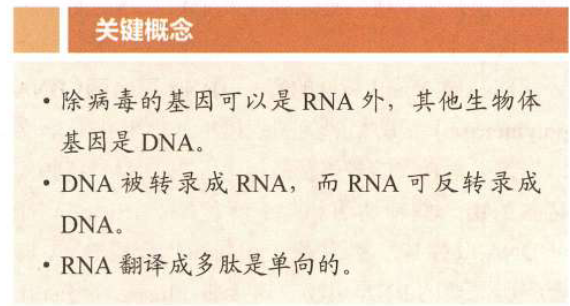 关键概念
• 除病毒的基因可以是 RNA 外，其他生物体
基因是 DNA。
• DNA 被转录成 RNA，而 RNA 可反转录成
DNA。
• RNA 翻译成多肽是单向的。